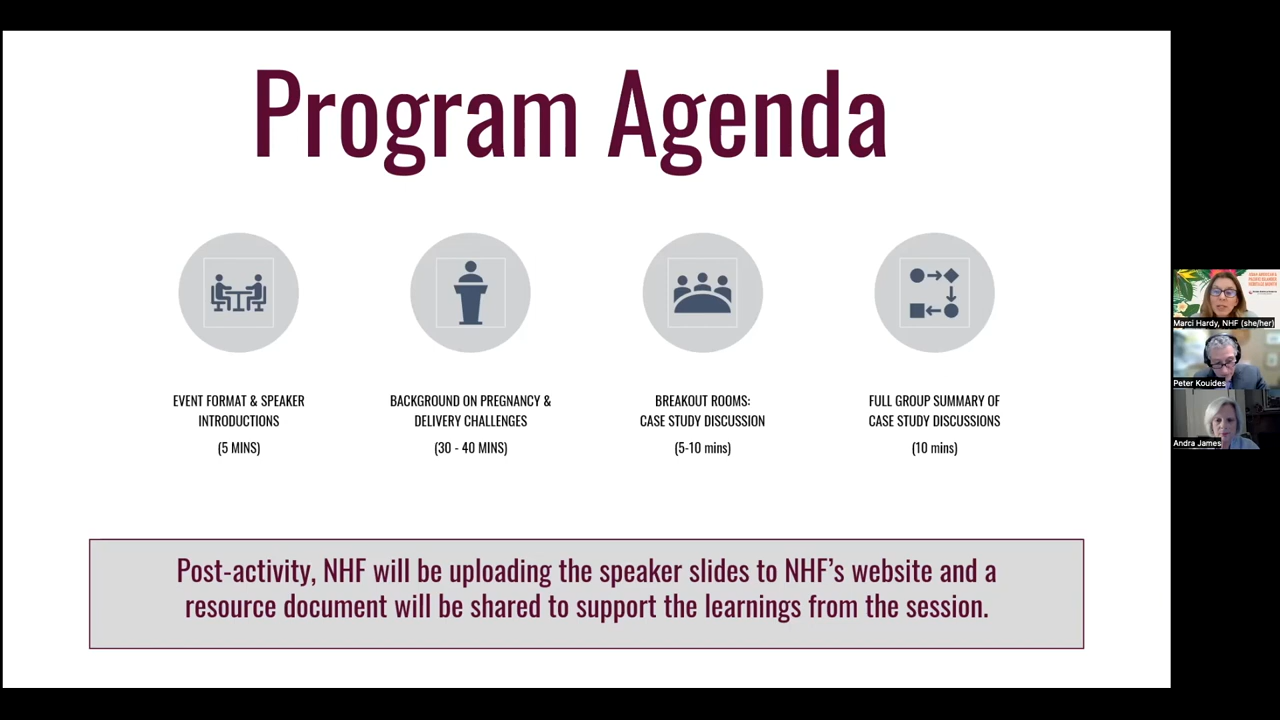 Program Agenda
EVENT FORMAT & SPEAKER
INTRODUCTIONS
(5 MINS)
BACKGROUND ON PREGNANCY &
DELIVERY CHALLENGES
(30 - 40 MINS)
BREAKOUT ROOMS:
CASE STUDY DISCUSSION
(5-10 mins)
FULL GROUP SUMMARY OF
CASE STUDY DISCUSSIONS
(10 mins)
Post-activity, NHF will be uploading the speaker slides to NHF's website and a
resource document will be shared to support the learnings from the session.
Marci Hardy, NHF (she/her)
Peter Kouides
Andra James